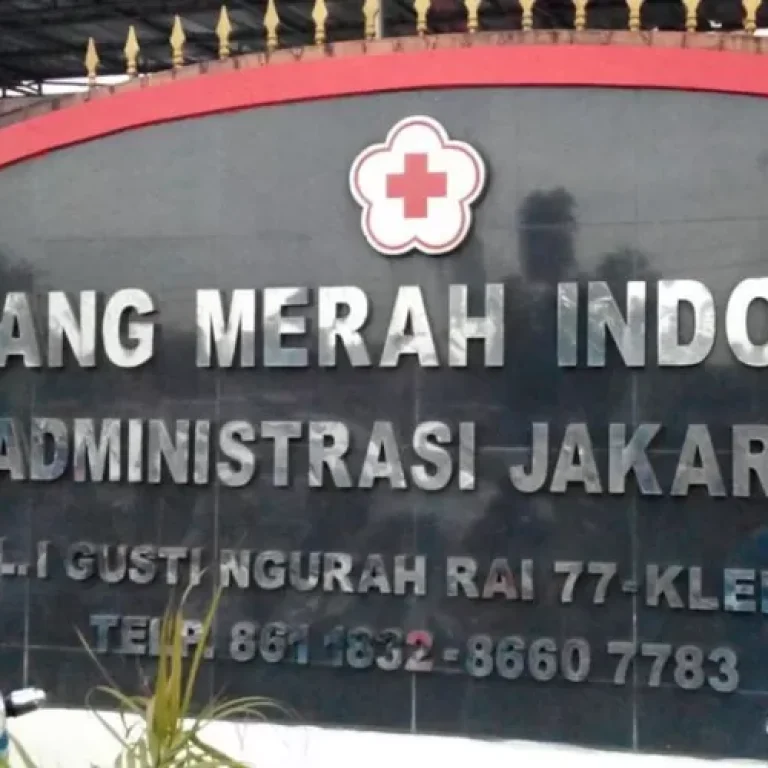 ANG MERAH INDO
ADMINISTRASI JAKAR
L. I GUSTI NGURAH RAI 77-KLE
TELP. 861 1832-8660 7783